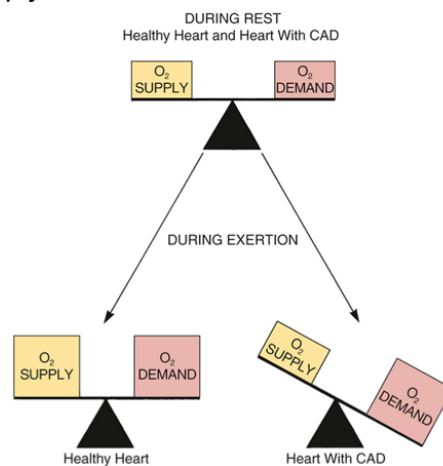 DURING REST
Healthy Heart and Heart With CAD
O₂
SUPPLY
O₂
DEMAND
DURING EXERTION
O₂
SUPPLY
O₂
DEMAND
O₂
SUPPLY
O₂
DEMAND
Healthy Heart
Heart With CAD